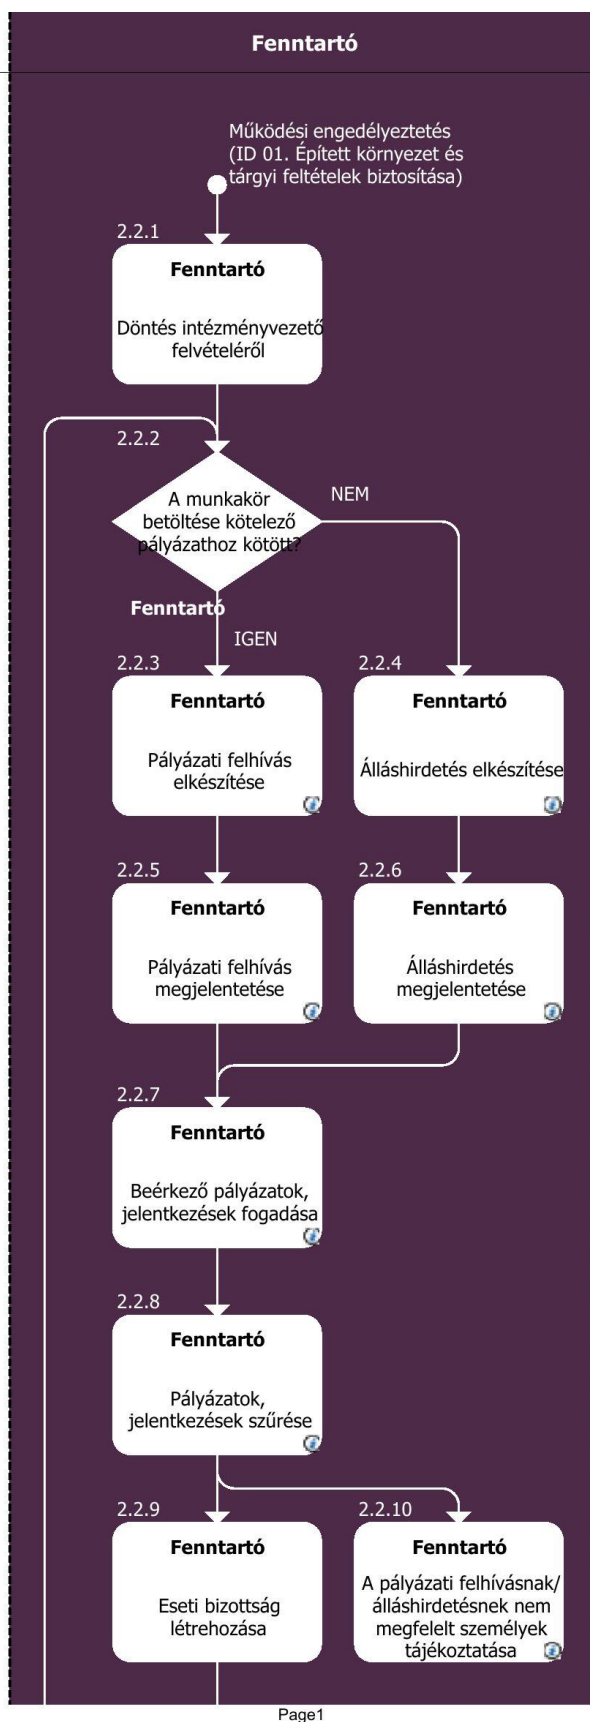 Fenntartó
Működési engedélyeztetés
(ID 01. Épített környezet és
tárgyi feltételek biztosítása)
2.2.1
Fenntartó
Döntés intézményvezető
felvételéről
2.2.2
A munkakör
betöltése kötelező
pályázathoz kötött?
NEM
Fenntartó
IGEN
2.2.3
Fenntartó
Pályázati felhívás
elkészítése
2.2.4
Fenntartó
Álláshirdetés elkészítése
2.2.5
Fenntartó
Pályázati felhívás
megjelentetése
2.2.6
Fenntartó
Álláshirdetés
megjelentetése
2.2.7
Fenntartó
Beérkező pályázatok,
jelentkezések fogadása
2.2.8
Fenntartó
Pályázatok,
jelentkezések szűrése
2.2.9
Fenntartó
Eseti bizottság
létrehozása
2.2.10
Fenntartó
A pályázati felhívásnak/
álláshirdetésnek nem
megfelelt személyek
tájékoztatása
Page1